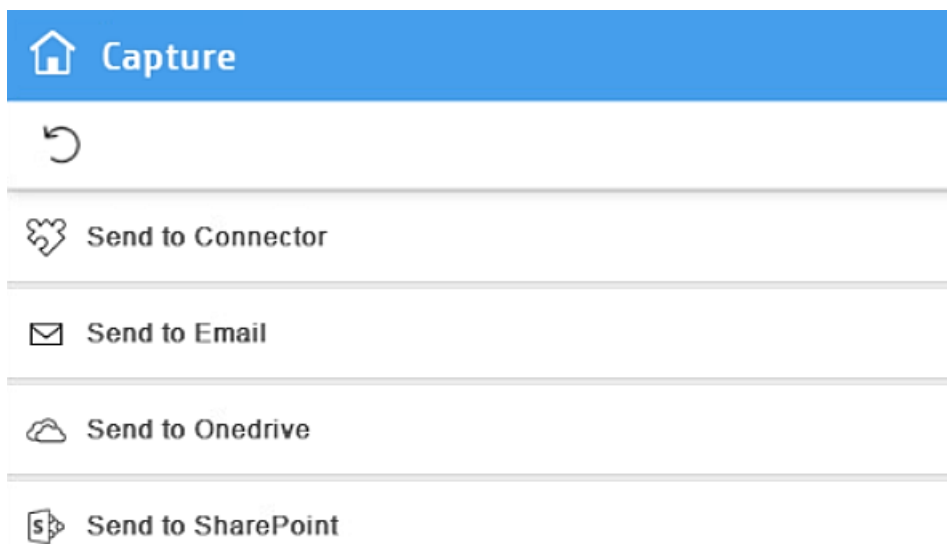 Capture
Send to Connector
Send to Email
Send to Onedrive
S Send to SharePoint